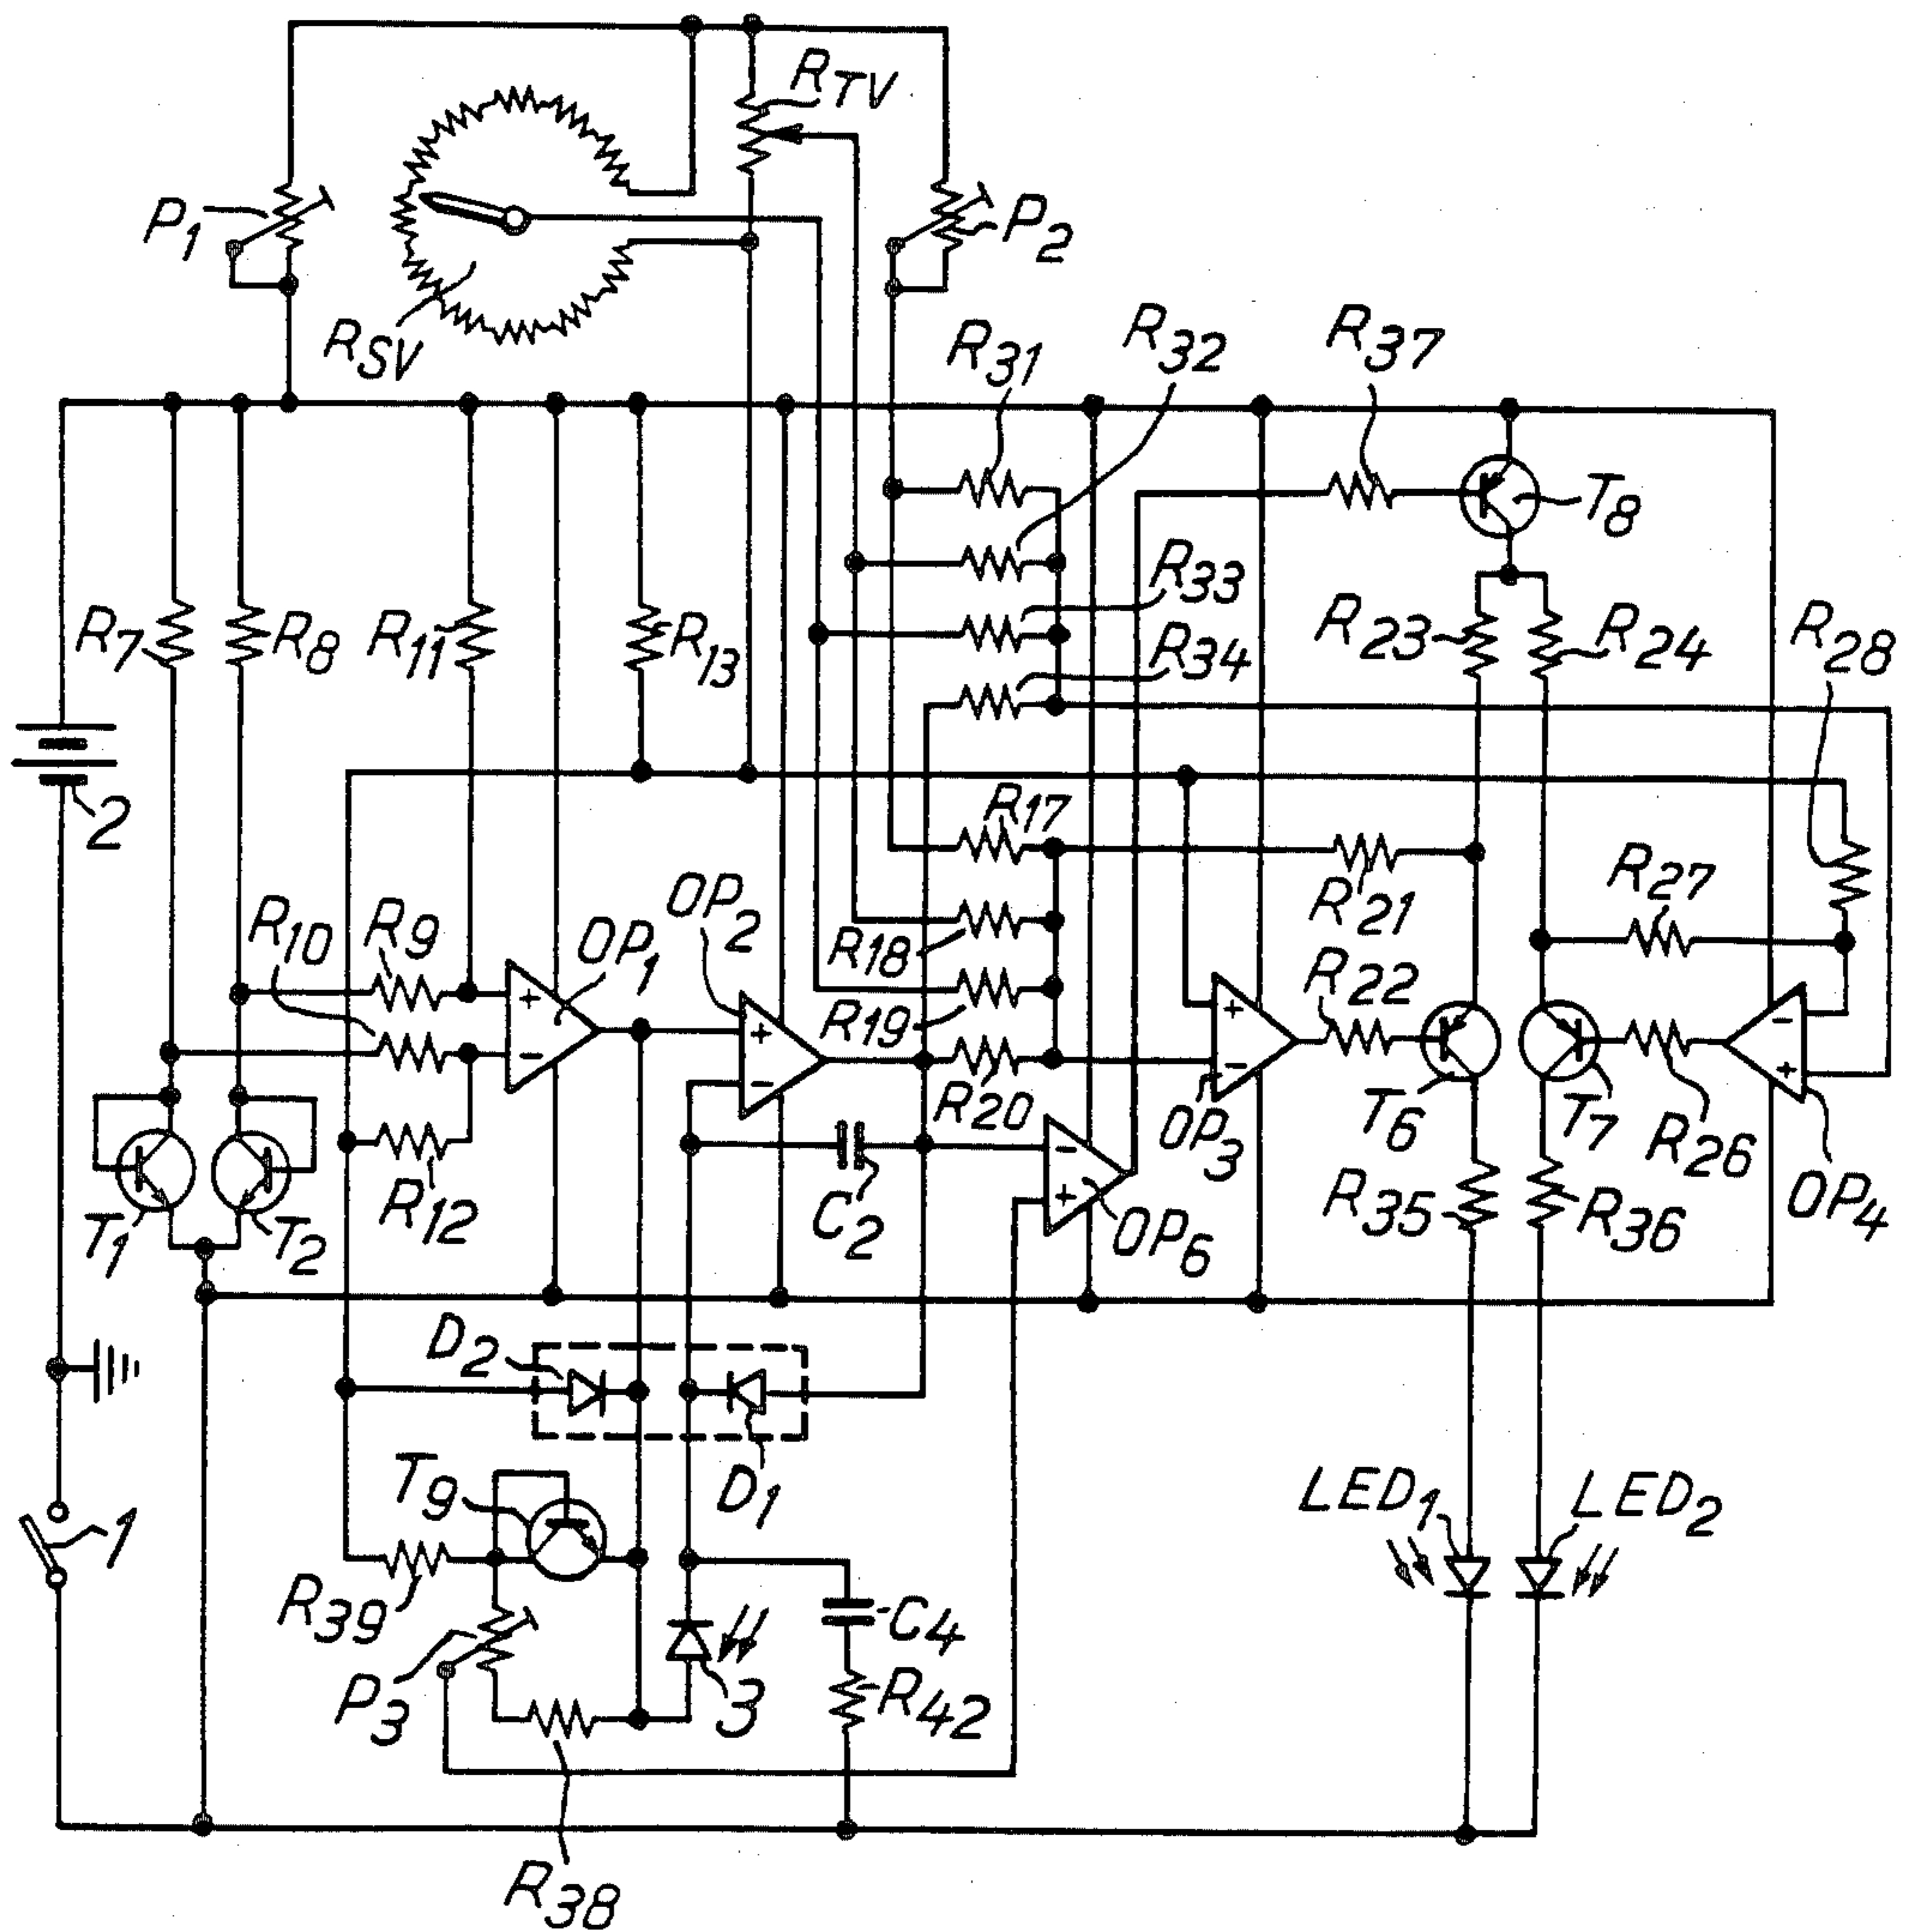 RTV
P1
P2
RSV
R31
R32
R37
T8
R33
R7
R8
R11
R13
R34
R23
R24
R28
2
R17
R10
R9
OP2
R27
OP1
R21
R18
R22
+
+
R19
+
-
-
-
-
+
R20
T6
T7
R26
OP3
-
R12
C2
+
R35
R36
OP4
T1
T2
OP6
D2
T9
D1
LED1
LED2
1
R39
C4
P3
3
R42
R38